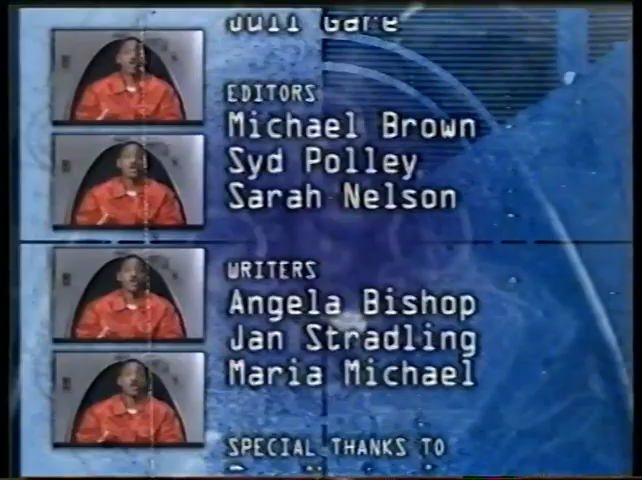 EDITORS
Michael Brown
Syd Polley
Sarah Nelson
WRITERS
Angela Bishop
Jan Stradling
Maria Michael
SPECIAL THANKS TO